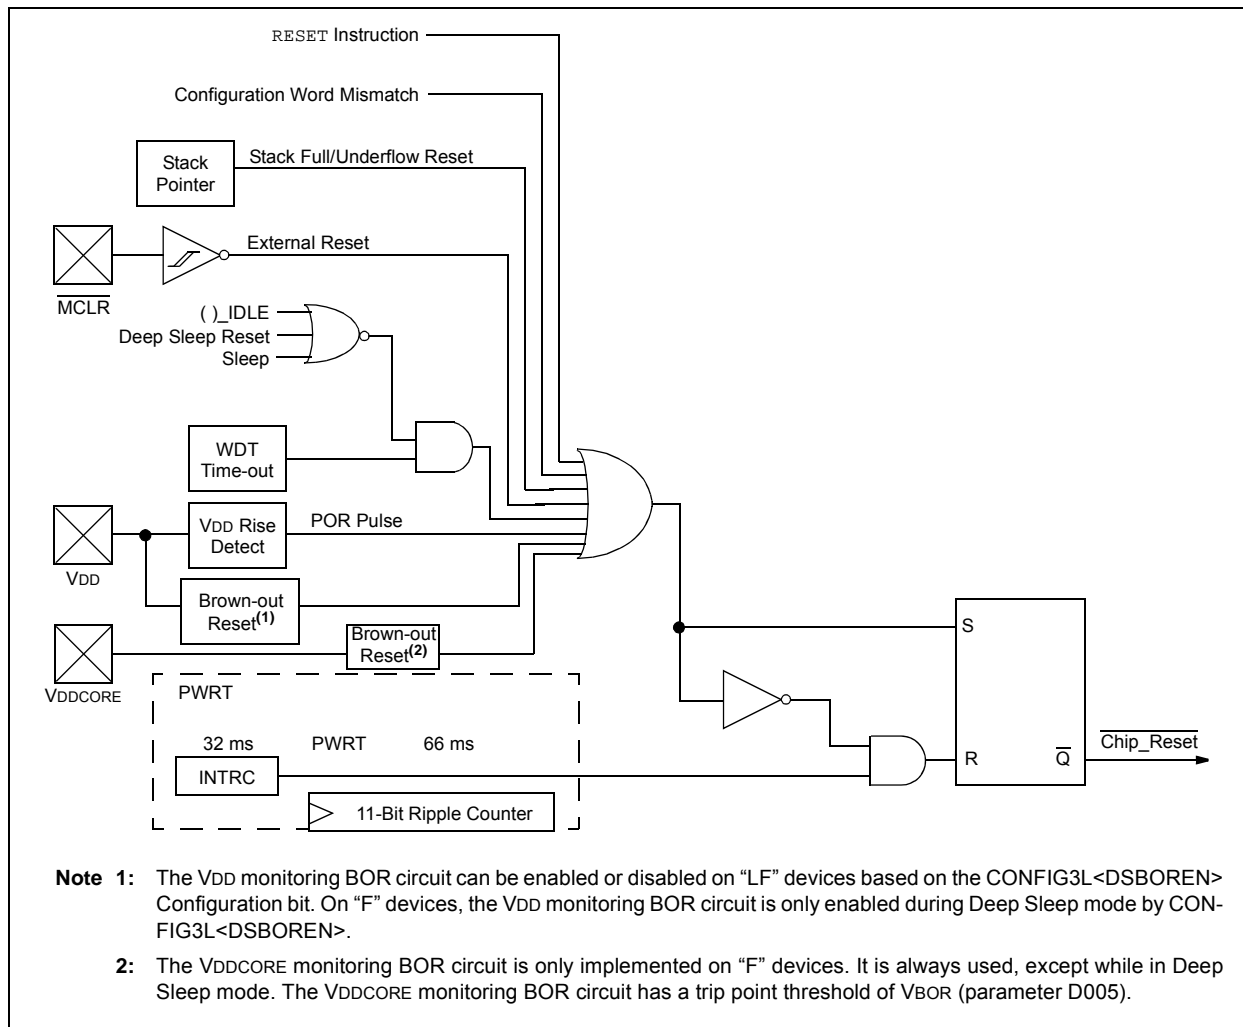 RESET Instruction
Configuration Word Mismatch
Stack
Pointer
Stack Full/Underflow Reset
External Reset
MCLR
( )_IDLE
Deep Sleep Reset
Sleep
WDT
Time-out
VDD Rise
Detect
POR Pulse
VDD
Brown-out
Reset(1)
Brown-out
Reset(2)
VDDCORE
PWRT
32 ms PWRT 66 ms
INTRC
11-Bit Ripple Counter
S
R
Q
Chip_Reset
Note 1: The VDD monitoring BOR circuit can be enabled or disabled on “LF” devices based on the CONFIG3L<DSBOREN>
Configuration bit. On “F” devices, the VDD monitoring BOR circuit is only enabled during Deep Sleep mode by CON-
FIG3L<DSBOREN>.
2: The VDDCORE monitoring BOR circuit is only implemented on “F” devices. It is always used, except while in Deep
Sleep mode. The VDDCORE monitoring BOR circuit has a trip point threshold of VBOR (parameter D005).